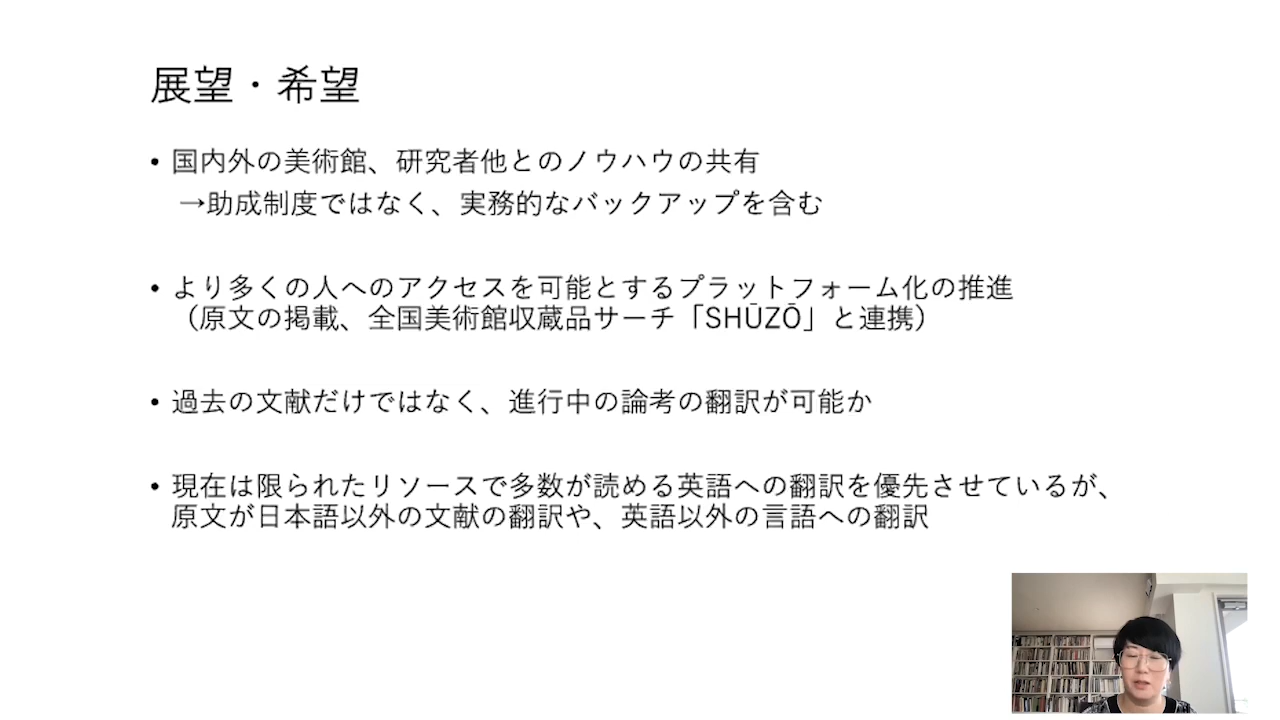 展望・希望
• 国内外の美術館、研究者他とのノウハウの共有
→助成制度ではなく、実務的なバックアップを含む
• より多くの人へのアクセスを可能とするプラットフォーム化の推進
（原文の掲載、全国美術館収蔵品サーチ「SHŪZŌ」と連携）
• 過去の文献だけではなく、進行中の論考の翻訳が可能か
• 現在は限られたリソースで多数が読める英語への翻訳を優先させているが、
原文が日本語以外の文献の翻訳や、英語以外の言語への翻訳